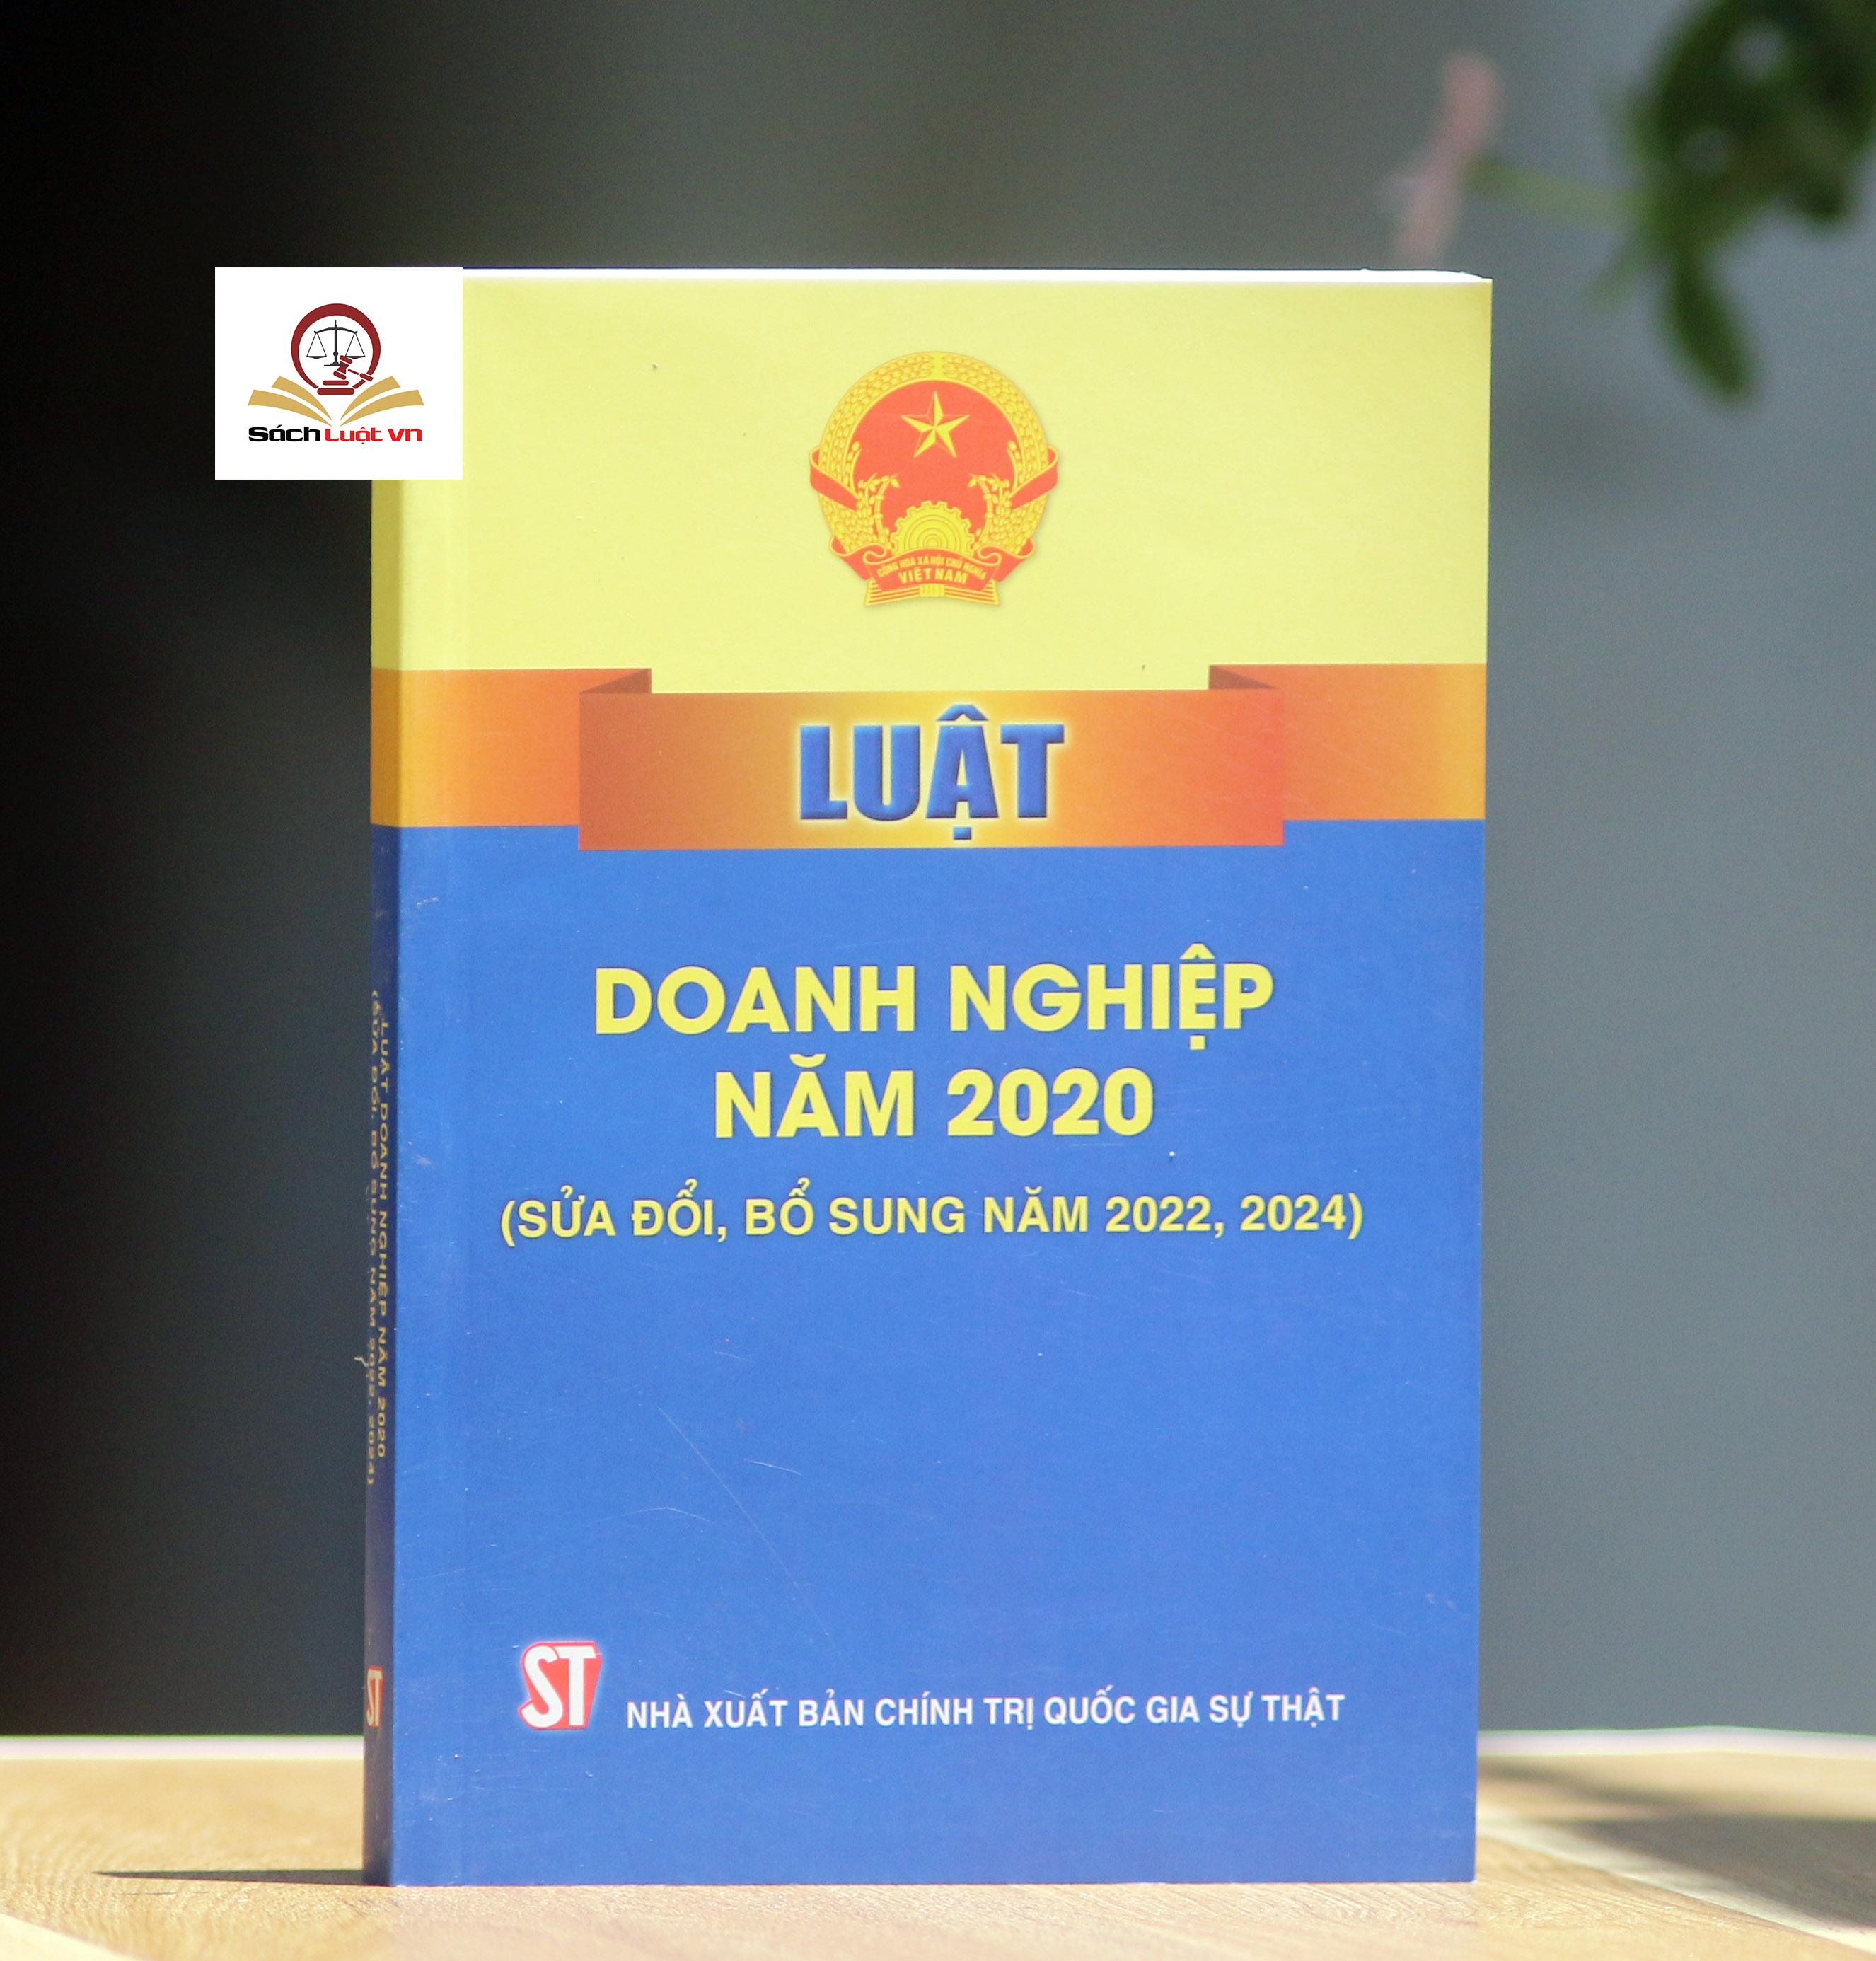 Sách Luật vn
CỘNG HÒA XÃ HỘI CHỦ NGHĨA
VIỆT NAM
LUẬT
DOANH NGHIỆP
NĂM 2020
(SỬA ĐỔI, BỔ SUNG NĂM 2022, 2024)
LUẬT DOANH NGHIỆP NĂM 2020
(SỬA ĐỔI, BỔ SUNG NĂM 2022, 2024)
ST
ST NHÀ XUẤT BẢN CHÍNH TRỊ QUỐC GIA SỰ THẬT